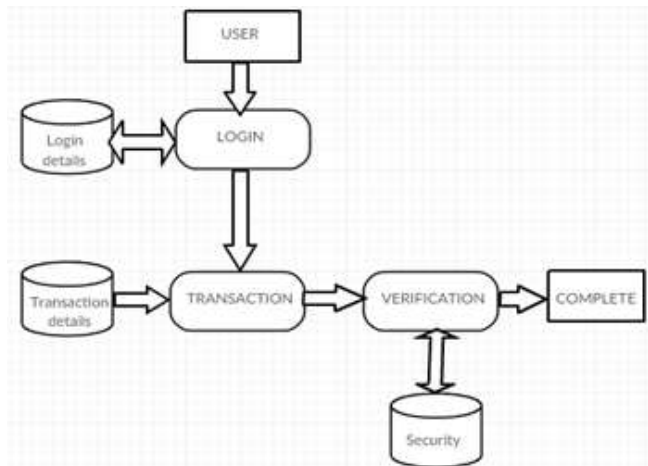 USER
LOGIN
Login
details
Transaction
details
TRANSACTION
VERIFICATION
COMPLETE
Security